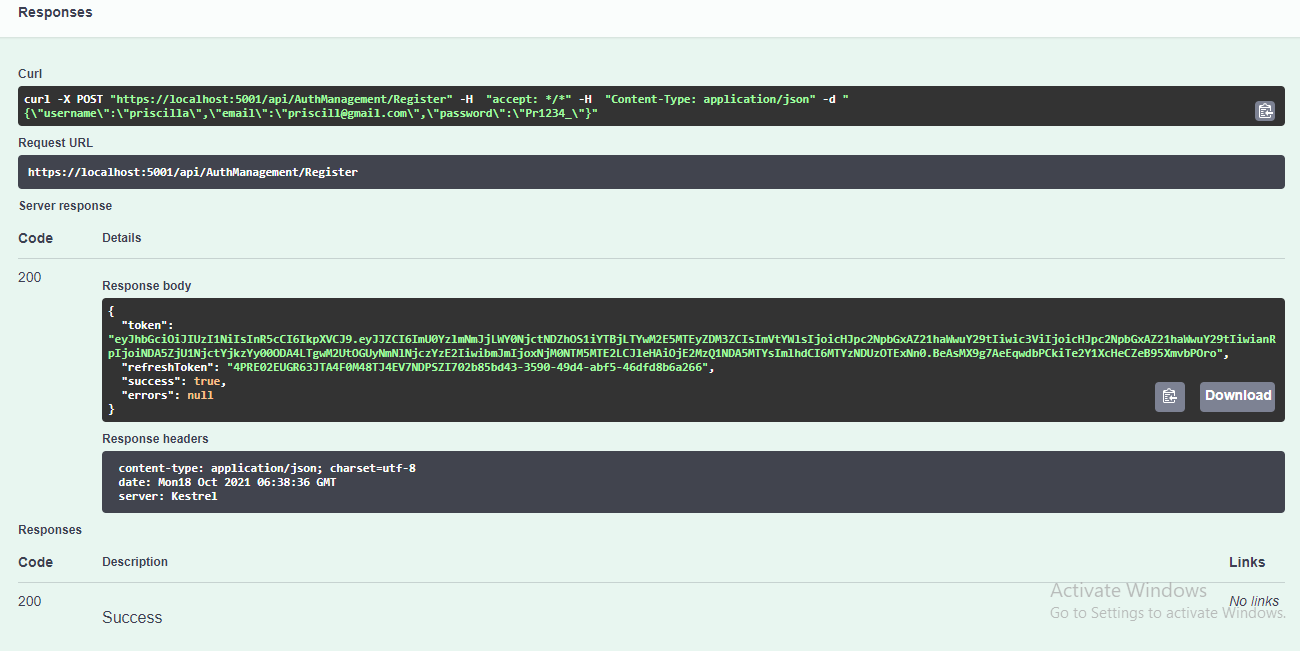 Responses
Curl
curl -X POST "https://localhost:5001/api/AuthManagement/Register" -H  "accept: */*" -H  "Content-Type: application/json" -d "
{\"username\":\"priscilla\",\"email\":\"priscill@gmail.com\",\"password\":\"Pr1234_\"}"
Request URL
https://localhost:5001/api/AuthManagement/Register
Server response
Code Details
200
Response body
{
"token":
"eyJhbGciOiJIUzI1NiIsInR5cCI6IkpXVCJ9.eyJJZCI6ImU0YzlmNmJjLWY0NjctNDZhOS1iYTBjLTYwM2E5MTEyZDM3ZCIsImVtYWlsIjoicHJpc2NpbGxAZ21haWwuY29tIiwic3ViIjoicHJpc2NpbGxAZ21haWwuY29tIiwianR
pIjoiNDA5ZjU1NjctYjkzYy00ODA4LTgwM2UtOGUyNmNlNjczYzE2IiwibmJmIjoxNjM0NTM5MTE2LCJleHAiOjE2MzQ1NDA5MTYsImlhdCI6MTYzNDUzOTExNn0.BeAsMX9g7AeEqwdbPCkiTe2Y1XcHeCZeB95XmvbPOro",
"refreshToken": "4PRE02EUGR63JTA4F0M48TJ4EV7NDPSZI702b85bd43-3590-49d4-abf5-46dfd8b6a266",
"success": true,
"errors": null
}
Download
Response headers
content-type: application/json; charset=utf-8
date: Mon18 Oct 2021 06:38:36 GMT
server: Kestrel
Responses
Code Description Links
200 Success No links
Activate Windows
Go to Settings to activate Windows.